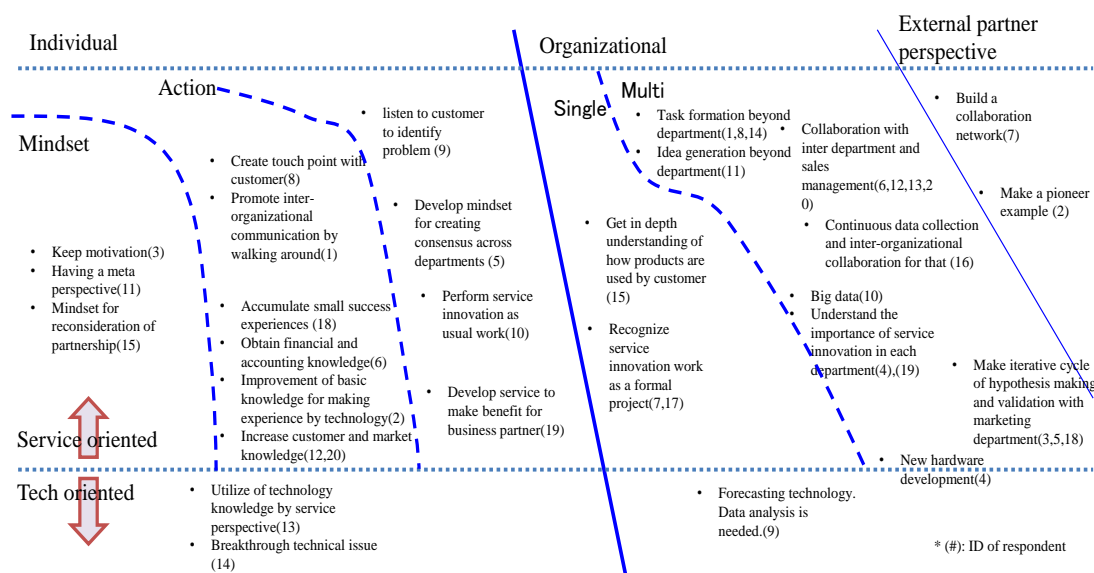 Individual
Organizational
External partner
perspective
Action
Mindset
Single
Multi
• Keep motivation(3)
• Having a meta
perspective(11)
• Mindset for
reconsideration of
partnership(15)
• Create touch point with
customer(8)
• Promote inter-
organizational
communication by
walking around(1)
• Accumulate small success
experiences (18)
• Obtain financial and
accounting knowledge(6)
• Improvement of basic
knowledge for making
experience by technology(2)
• Increase customer and market
knowledge(12,20)
• listen to customer
to identify
problem (9)
• Develop mindset
for creating
consensus across
departments (5)
• Perform service
innovation as
usual work(10)
• Develop service to
make benefit for
business partner(19)
• Get in depth
understanding of
how products are
used by customer
(15)
• Recognize
service
innovation work
as a formal
project(7,17)
• Task formation beyond
department(1,8,14)
• Idea generation beyond
department(11)
• Collaboration with
inter department and
sales
management(6,12,13,2
0)
• Continuous data collection
and inter-organizational
collaboration for that (16)
• Big data(10)
• Understand the
importance of service
innovation in each
department(4),(19)
• Build a
collaboration
network(7)
• Make a pioneer
example (2)
• Make iterative cycle
of hypothesis making
and validation with
marketing
department(3,5,18)
• New hardware
development(4)
Service oriented
Tech oriented
• Utilize of technology
knowledge by service
perspective(13)
• Breakthrough technical issue
(14)
• Forecasting technology.
Data analysis is
needed.(9)
* (#): ID of respondent